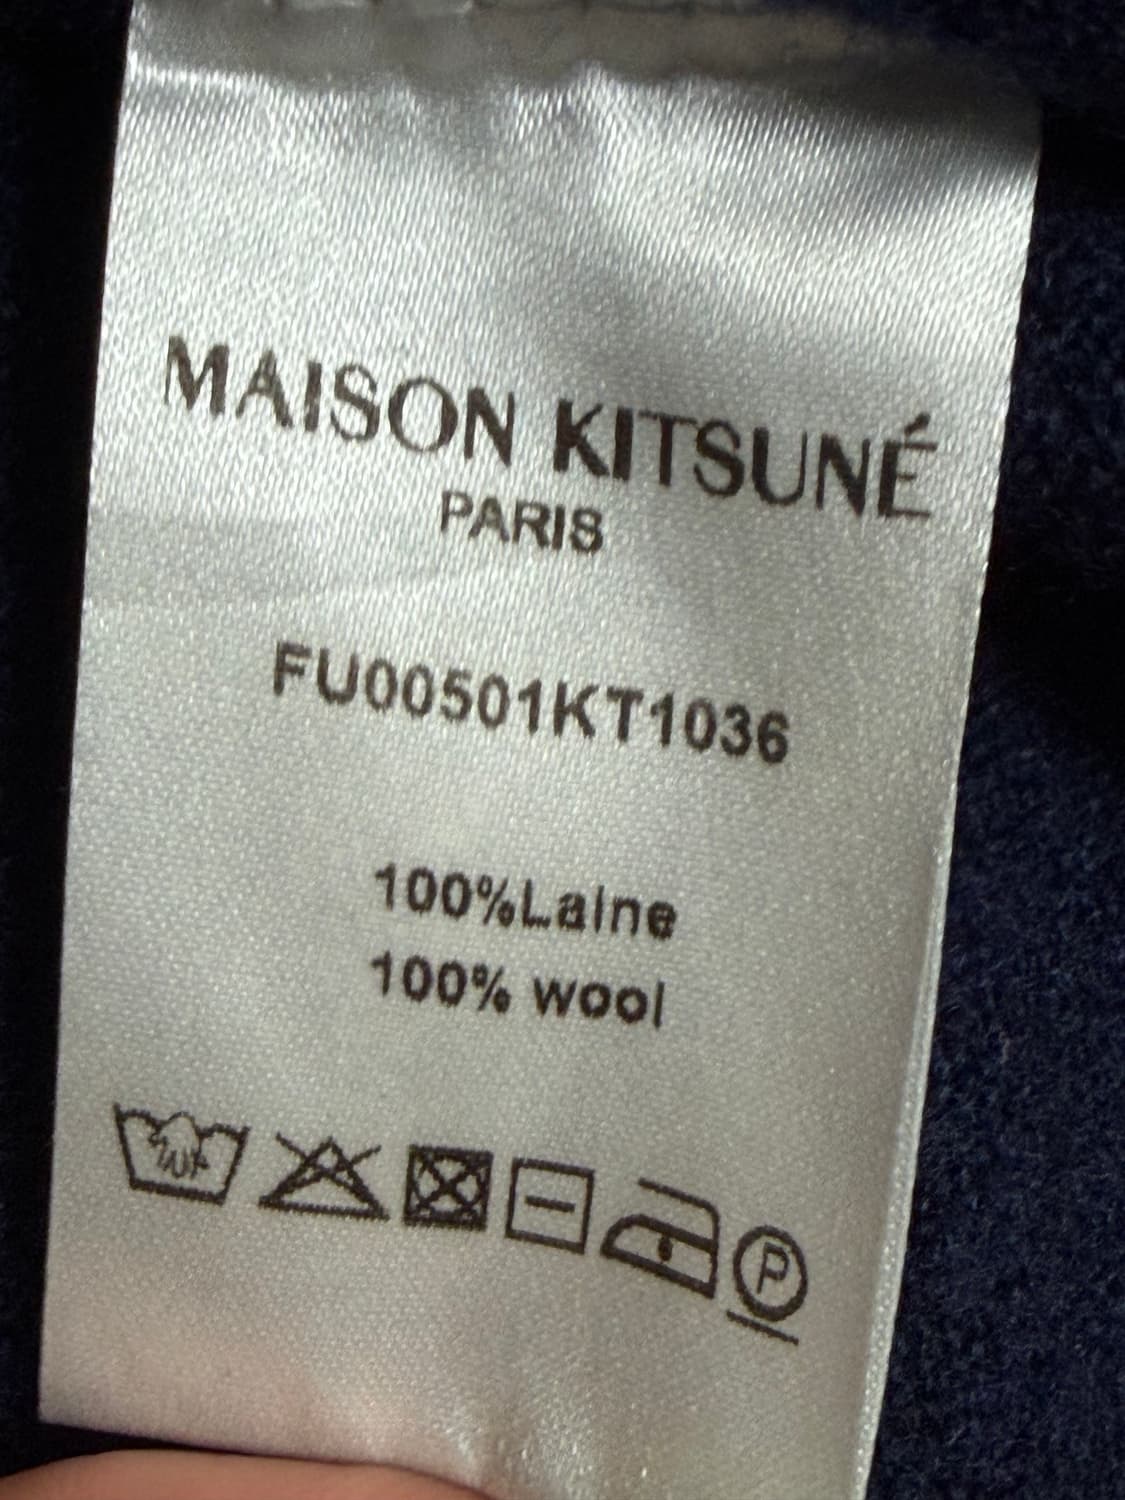 MAISON KITSUNÉ
PARIS
FU00501KT1036
100%Laine
100% wool
P